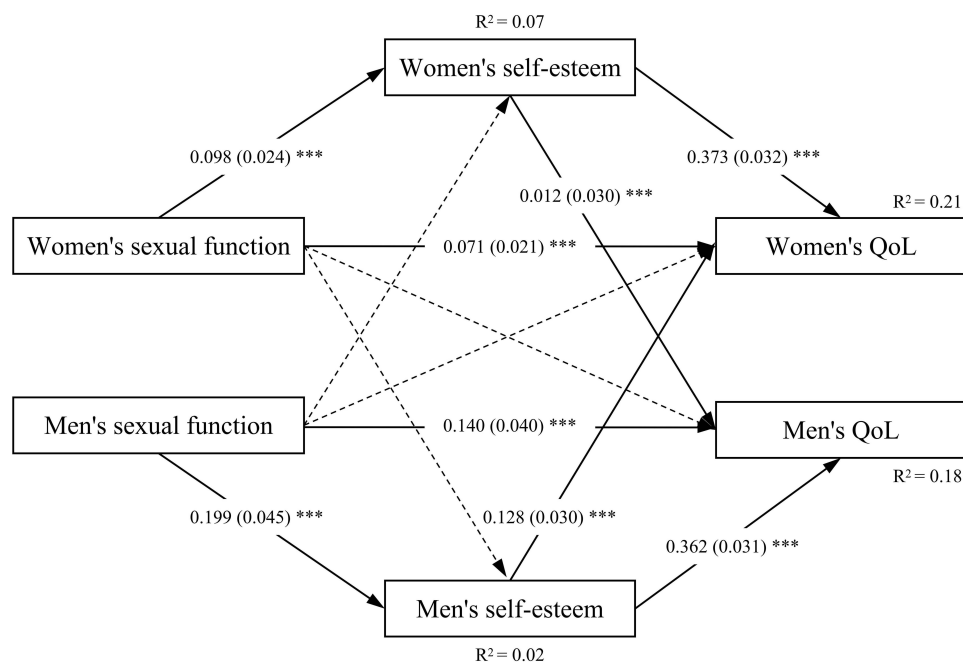 R² = 0.07
Women's self-esteem
0.098 (0.024) ***
0.373 (0.032) ***
0.012 (0.030) ***
R² = 0.21
Women's sexual function
0.071 (0.021) ***
Women's QoL
Men's sexual function
0.140 (0.040) ***
Men's QoL
R² = 0.18
0.199 (0.045) ***
0.128 (0.030) ***
0.362 (0.031) ***
Men's self-esteem
R² = 0.02